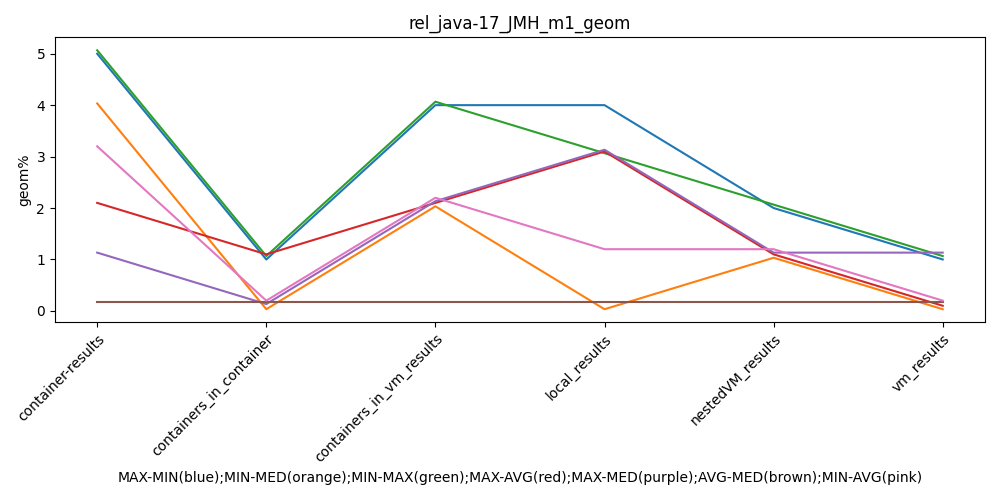 rel_java-17_JMH_m1_geom
geom%
5
4
3
2
1
0
container-results
containers_in_container
containers_in_vm_results
local_results
nestedVM_results
vm_results
MAX-MIN(blue);MIN-MED(orange);MIN-MAX(green);MAX-AVG(red);MAX-MED(purple);AVG-MED(brown);MIN-AVG(pink)